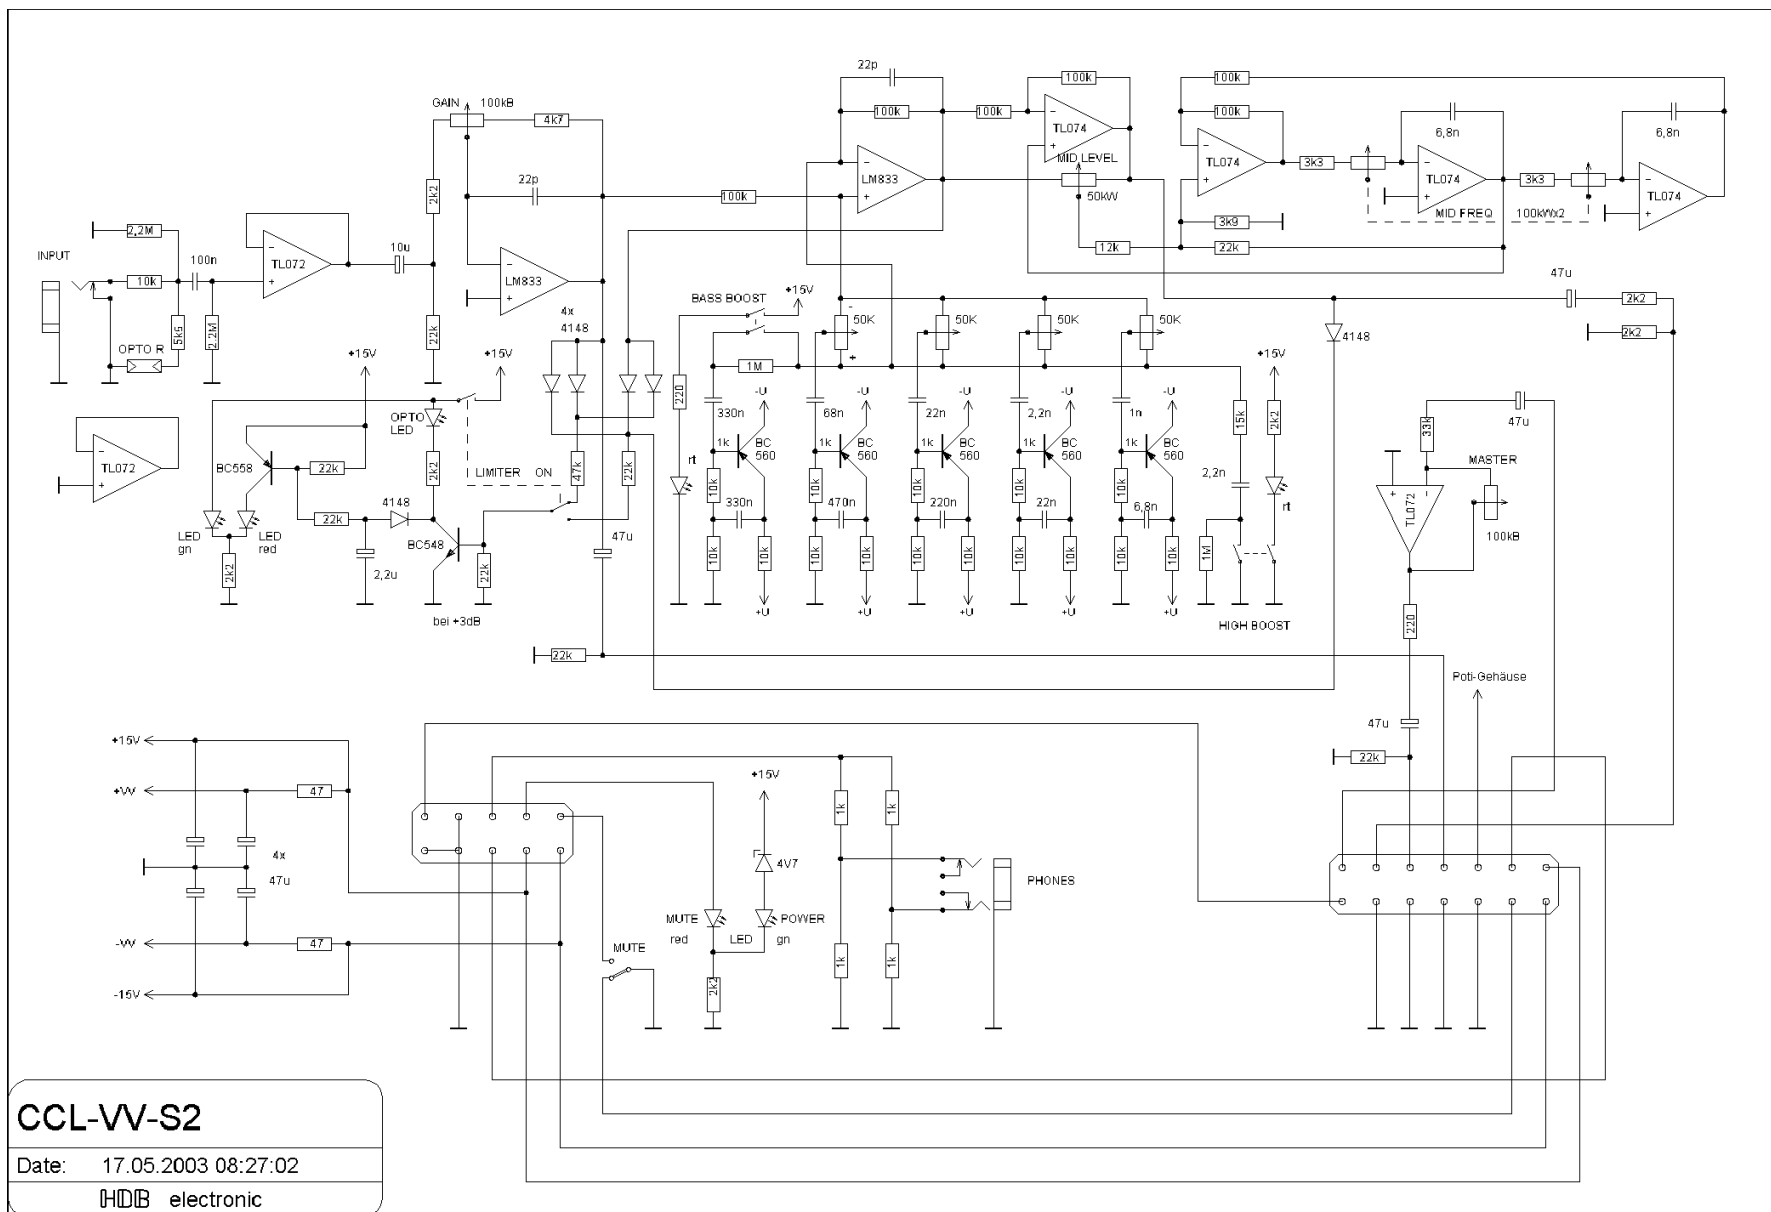 22p
100k
GAIN
100kB
100k
100k
4k7
100k
100k
100k
6,8n
6,8n
TL074
MID LEVEL
TL074
3k3
TL074
3k3
TL074
LM833
50kW
MID FREQ
100kWx2
2k2
22p
100k
3k9
12k
22k
2,2M
INPUT
100n
TL072
10u
10k
LM833
47u
2k2
2k2
BASS BOOST
+15V
4x
4148
-
50K
50K
50K
50K
4148
5k5
2.2M
22k
OPTO R
+15V
+15V
+15V
+
1M
220
330n
68n
22n
2,2n
1n
-U
-U
-U
-U
-U
15k
2k2
OPTO
LED
47u
33k
MASTER
TL072
BC558
22k
2k2
LIMITER ON
47k
22k
rt
1k
BC
560
1k
BC
560
1k
BC
560
1k
BC
560
1k
BC
560
2,2n
rt
TL072
100kB
10k
10k
10k
10k
10k
4148
22k
LED
gn
LED
red
BC548
47u
330n
470n
220n
22n
6,8n
2k2
2,2u
22k
10k
10k
10k
10k
10k
10k
10k
10k
10k
10k
1M
bei +3dB
+U
+U
+U
+U
+U
HIGH BOOST
220
22k
Poti-Gehäuse
47u
22k
+15V
+VV
47
+15V
1k
1k
4x
47u
4V7
PHONES
MUTE
red
LED
POWER
gn
-VV
47
MUTE
1k
1k
-15V
2k2
CCL-VV-S2
Date: 17.05.2003 08:27:02
HDB electronic